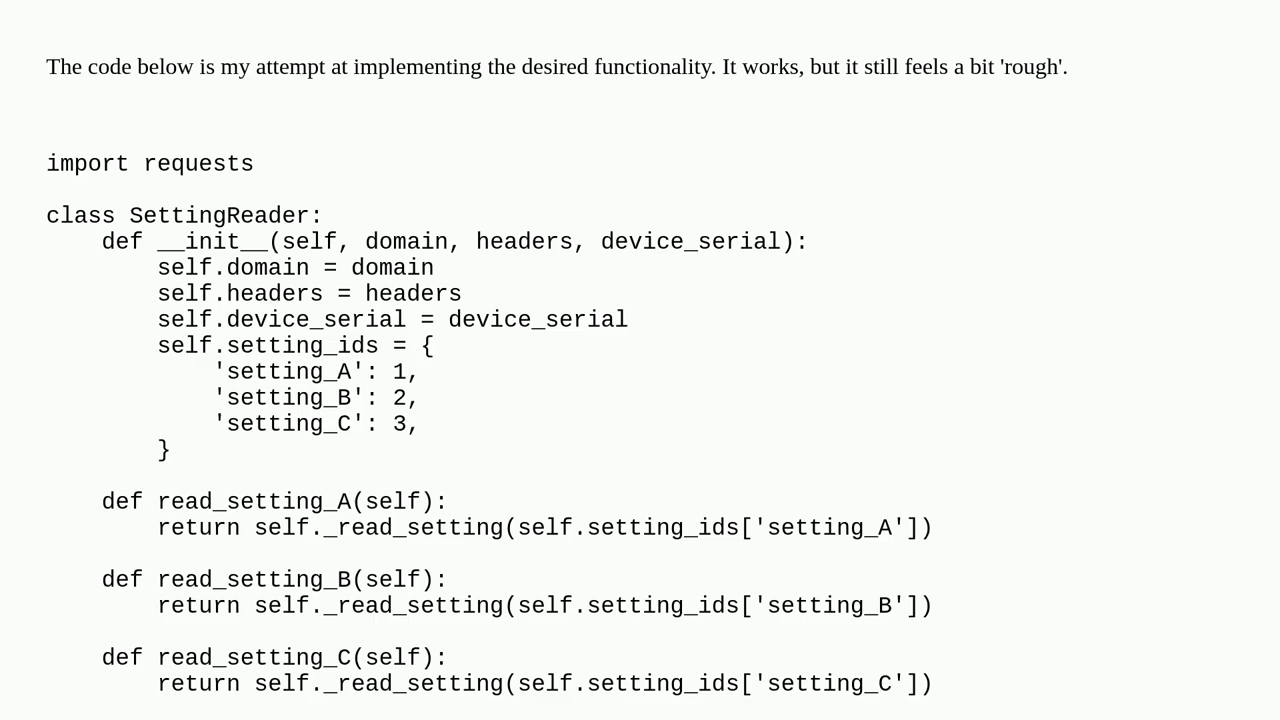 The code below is my attempt at implementing the desired functionality. It works, but it still feels a bit 'rough'.
import requests
class SettingReader:
    def __init__(self, domain, headers, device_serial):
        self.domain = domain
        self.headers = headers
        self.device_serial = device_serial
        self.setting_ids = {
            'setting_A': 1,
            'setting_B': 2,
            'setting_C': 3,
        }
    def read_setting_A(self):
        return self._read_setting(self.setting_ids['setting_A'])
    def read_setting_B(self):
        return self._read_setting(self.setting_ids['setting_B'])
    def read_setting_C(self):
        return self._read_setting(self.setting_ids['setting_C'])